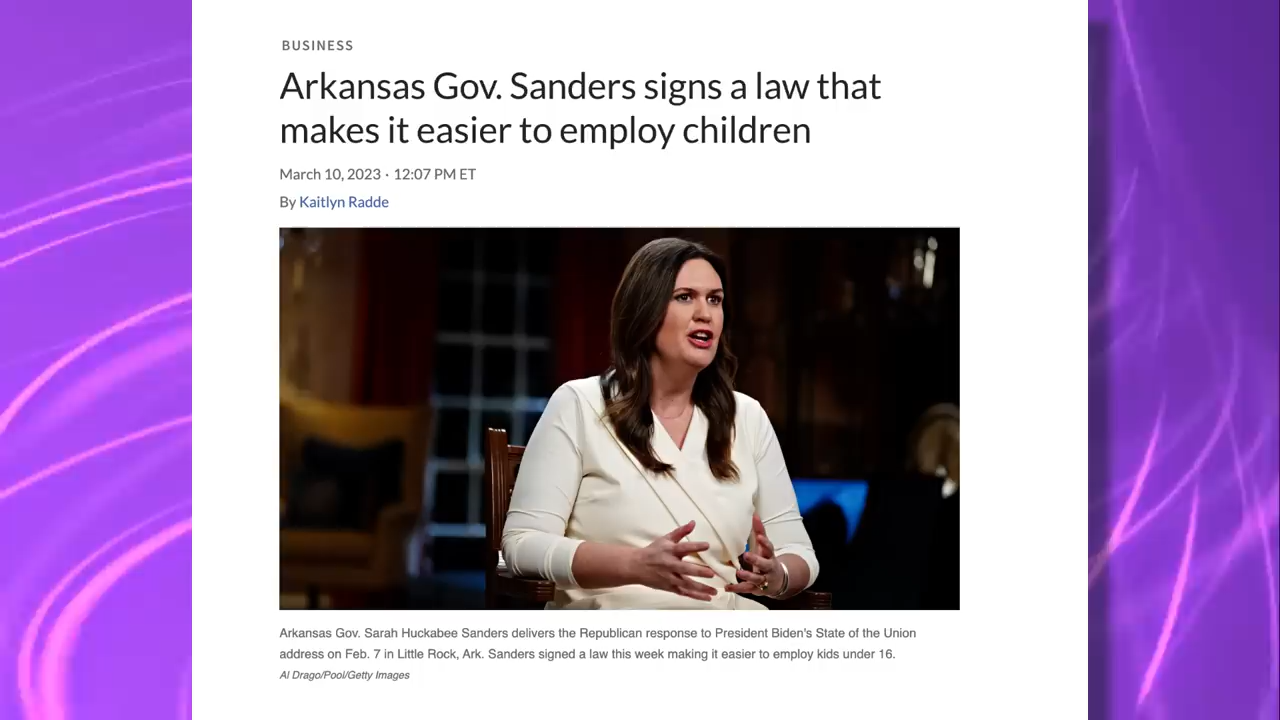 BUSINESS
Arkansas Gov. Sanders signs a law that
makes it easier to employ children
March 10, 2023 · 12:07 PM ET
By Kaitlyn Radde
Arkansas Gov. Sarah Huckabee Sanders delivers the Republican response to President Biden's State of the Union
address on Feb. 7 in Little Rock, Ark. Sanders signed a law this week making it easier to employ kids under 16.
Al Drago/Pool/Getty Images